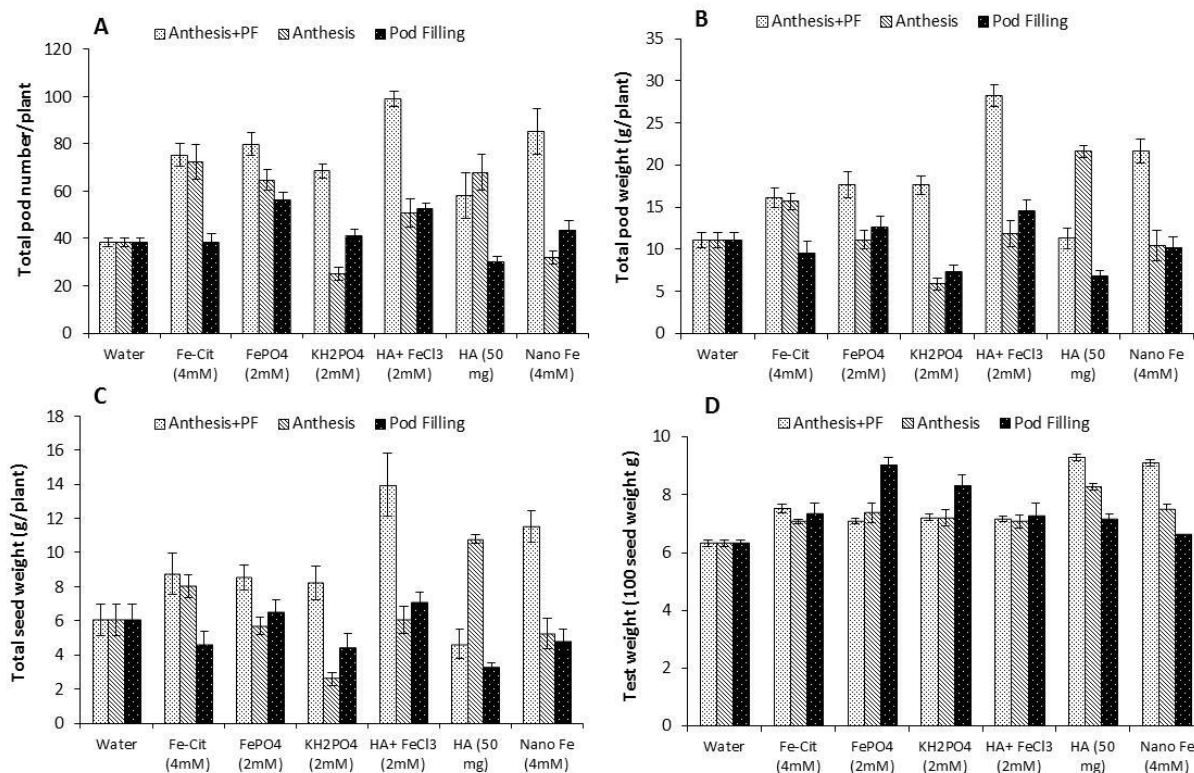 A
Anthesis+PF Anthesis Pod Filling
Total pod number/plant
120
100
80
60
40
20
0
Water Fe-Cit (4mM) FePO4 (2mM) KH2PO4 (2mM) HA+ FeCl3 (2mM) HA (50 mg) Nano Fe (4mM)
B
Anthesis+PF Anthesis Pod Filling
Total pod weight (g/plant)
35
30
25
20
15
10
5
0
Water Fe-Cit (4mM) FePO4 (2mM) KH2PO4 (2mM) HA+ FeCl3 (2mM) HA (50 mg) Nano Fe (4mM)
C
Anthesis+PF Anthesis Pod Filling
Total seed weight (g/plant)
18
16
14
12
10
8
6
4
2
0
Water Fe-Cit (4mM) FePO4 (2mM) KH2PO4 (2mM) HA+ FeCl3 (2mM) HA (50 mg) Nano Fe (4mM)
D
Anthesis+PF Anthesis Pod Filling
Test weight (100 seed weight g)
10
8
6
4
2
0
Water Fe-Cit (4mM) FePO4 (2mM) KH2PO4 (2mM) HA+ FeCl3 (2mM) HA (50 mg) Nano Fe (4mM)